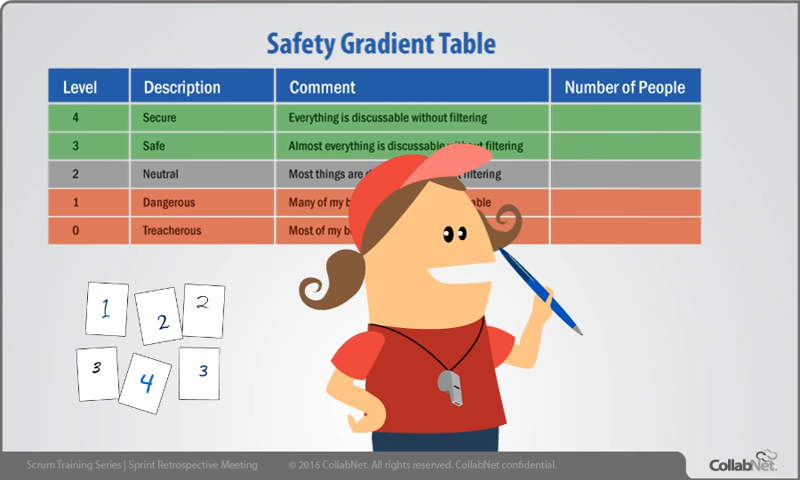 Safety Gradient Table
Level Description Comment Number of People
4 Secure Everything is discussable without filtering
3 Safe Almost everything is discussable without filtering
2 Neutral Most things are filtering
1 Dangerous Many of my
0 Treacherous Most of my
1 2 2
3 4 3
Scrum Training Series | Sprint Retrospective Meeting © 2016 CollabNet. All rights reserved. CollabNet confidential.
CollabNet.